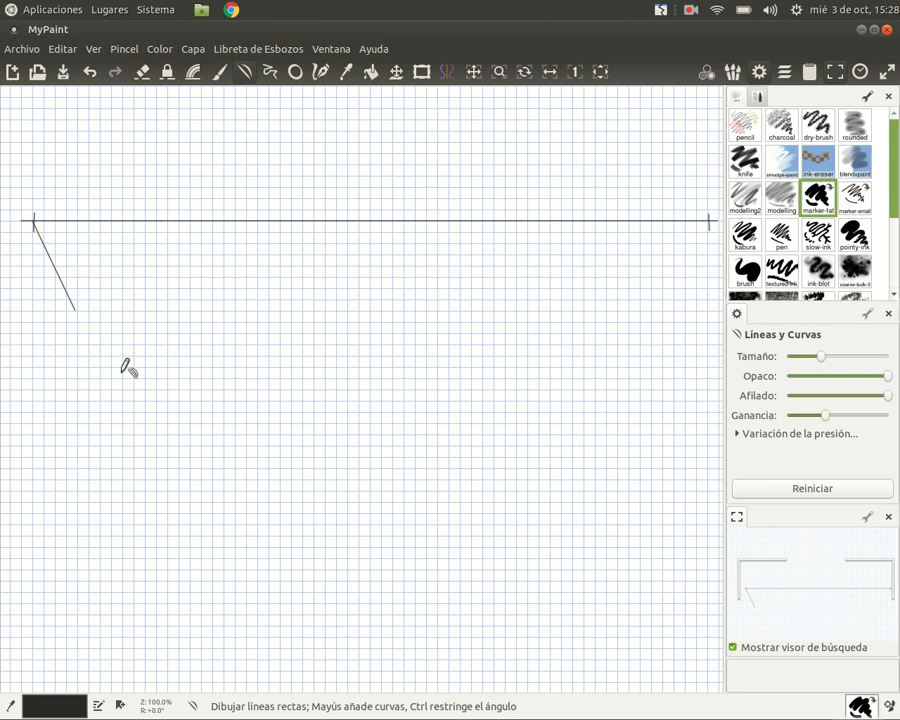 Aplicaciones Lugares Sistema mié 3 de oct, 15:28
MyPaint
Archivo Editar Ver Pincel Color Capa Libreta de Esbozos Ventana Ayuda
pencil charcoal dry-brush rounded
knife smudge+paint ink-eraser blend+paint
modelling2 modelling marker-fat marker-small
kabura pen slow-ink pointy-ink
brush textured-ink ink-blot coarse-bulk-3
Líneas y Curvas
Tamaño:
Opaco:
Afilado:
Ganancia:
Variación de la presión...
Reiniciar
Mostrar visor de búsqueda
Z: 100.0%
R: +0.0°
Dibujar líneas rectas; Mayús añade curvas, Ctrl restringe el ángulo